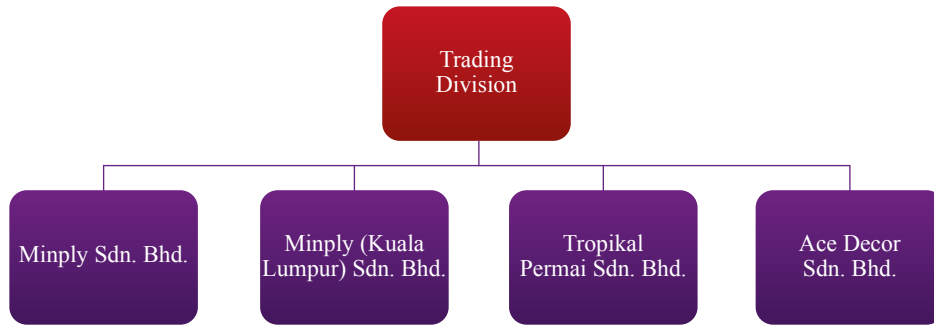 Trading
Division
Minply Sdn. Bhd.
Minply (Kuala
Lumpur) Sdn. Bhd.
Tropikal
Permai Sdn. Bhd.
Ace Decor
Sdn. Bhd.